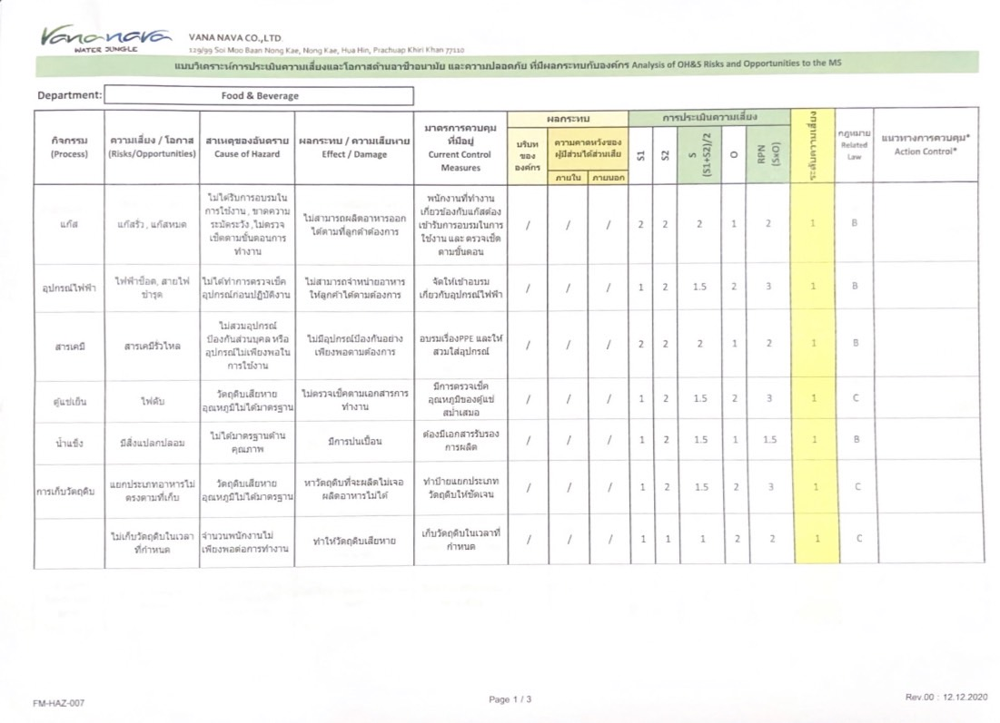 Vana nava
WATER JUNGLE
VANA NAVA CO.,LTD
129/99 Soi Moo Baan Nong Kae, Nong Kae, Hua Hin, Prachuap Khiri Khan 77110
แบบวิเคราะห์การประเมินความเสี่ยงและโอกาสด้านอาชีวอนามัย และความปลอดภัย ที่มีผลกระทบกับองค์กร Analysis of OH&S Risks and Opportunities to the MS
Department: Food & Beverage
กิจกรรม
(Process)
ความเสี่ยง / โอกาส
(Risks/Opportunities)
สาเหตุของอันตราย
Cause of Hazard
ผลกระทบ / ความเสียหาย
Effect / Damage
มาตรการควบคุม
ที่มีอยู่
Current Control
Measures
ผลกระทบ
บริบท
ของ
องค์กร
ความคาดหวังของ
ผู้มีส่วนได้ส่วนเสีย
ภายใน ภายนอก
การประเมินความเสี่ยง
S1
S2
S
(S1+S2)/2
O
RPN
(SxO)
ระดับความเสี่ยง
กฎหมาย
Related
Law
แนวทางการควบคุม*
Action Control*
แก๊ส
แก๊สรั่ว , แก๊สหมด
ไม่ได้รับการอบรมใน
การใช้งาน , ขาดความ
ระมัดระวัง ,ไม่ตรวจ
เช็คตามขั้นตอนการ
ทำงาน
ไม่สามารถผลิตอาหารออก
ได้ตามที่ลูกค้าต้องการ
พนักงานที่ทำงาน
เกี่ยวข้องกับแก๊สต้อง
เข้ารับการอบรมในการ
ใช้งาน และ ตรวจเช็ค
ตามขั้นตอน
/ / / 2 2 2 1 2 1 B
อุปกรณ์ไฟฟ้า
ไฟฟ้าช็อต, สายไฟ
ชำรุด
ไม่ได้ทำการตรวจเช็ค
อุปกรณ์ก่อนปฏิบัติงาน
ไม่สามารถจำหน่ายอาหาร
ให้ลูกค้าได้ตามต้องการ
จัดให้เข้าอบรม
เกี่ยวกับอุปกรณ์ไฟฟ้า
/ / / 1 2 1.5 2 3 1 B
สารเคมี
สารเคมีรั่วไหล
ไม่สวมอุปกรณ์
ป้องกันส่วนบุคล หรือ
อุปกรณ์ไม่เพียงพอใน
การใช้งาน
ไม่มีอุปกรณ์ป้องกันอย่าง
เพียงพอตามต้องการ
อบรมเรื่องPPE และให้
สวมใส่อุปกรณ์
/ / / 2 2 2 1 2 1 B
ตู้แช่เย็น
ไฟดับ
วัตถุดิบเสียหาย
อุณหภูมิไม่ได้มาตรฐาน
ไม่ตรวจเช็คตามเอกสารการ
ทำงาน
มีการตรวจเช็ค
อุณหภูมิของตู้แช่
สม่ำเสมอ
/ / / 1 2 1.5 2 3 1 C
น้ำแข็ง
มีสิ่งแปลกปลอม
ไม่ได้มาตรฐานด้าน
คุณภาพ
มีการปนเปื้อน
ต้องมีเอกสารรับรอง
การผลิต
/ / / 1 2 1.5 1 1.5 1 B
การเก็บวัตถุดิบ
แยกประเภทอาหารไม่
ตรงตามที่เก็บ
วัตถุดิบเสียหาย
อุณหภูมิไม่ได้มาตรฐาน
หาวัตถุดิบที่จะผลิตไม่เจอ
ผลิตอาหารไม่ได้
ทำป้ายแยกประเภท
วัตถุดิบให้ชัดเจน
/ / / 1 2 1.5 2 3 1 C
ไม่เก็บวัตถุดิบในเวลา
ที่กำหนด
จำนวนพนักงานไม่
เพียงพอต่อการทำงาน
ทำให้วัตถุดิบเสียหาย
เก็บวัตถุดิบในเวลาที่
กำหนด
/ / / 1 1 1 2 2 1 C
FM-HAZ-007
Page 1 / 3
Rev.00 : 12.12.2020